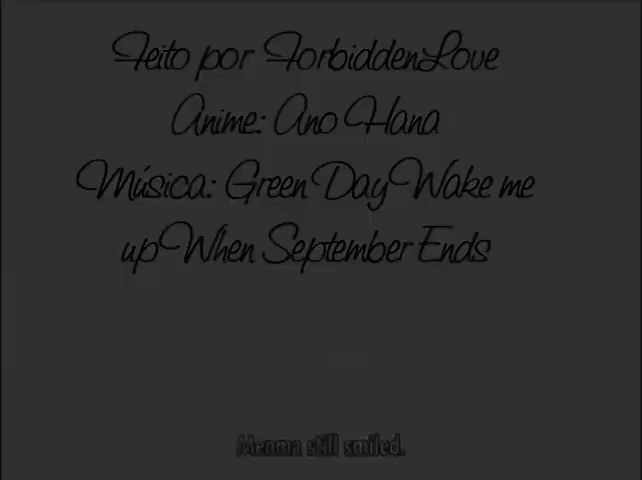 Feito por ForbiddenLove
Anime: Ano Hana
Música: Green Day Wake me
up When September Ends
Menma still smiled.